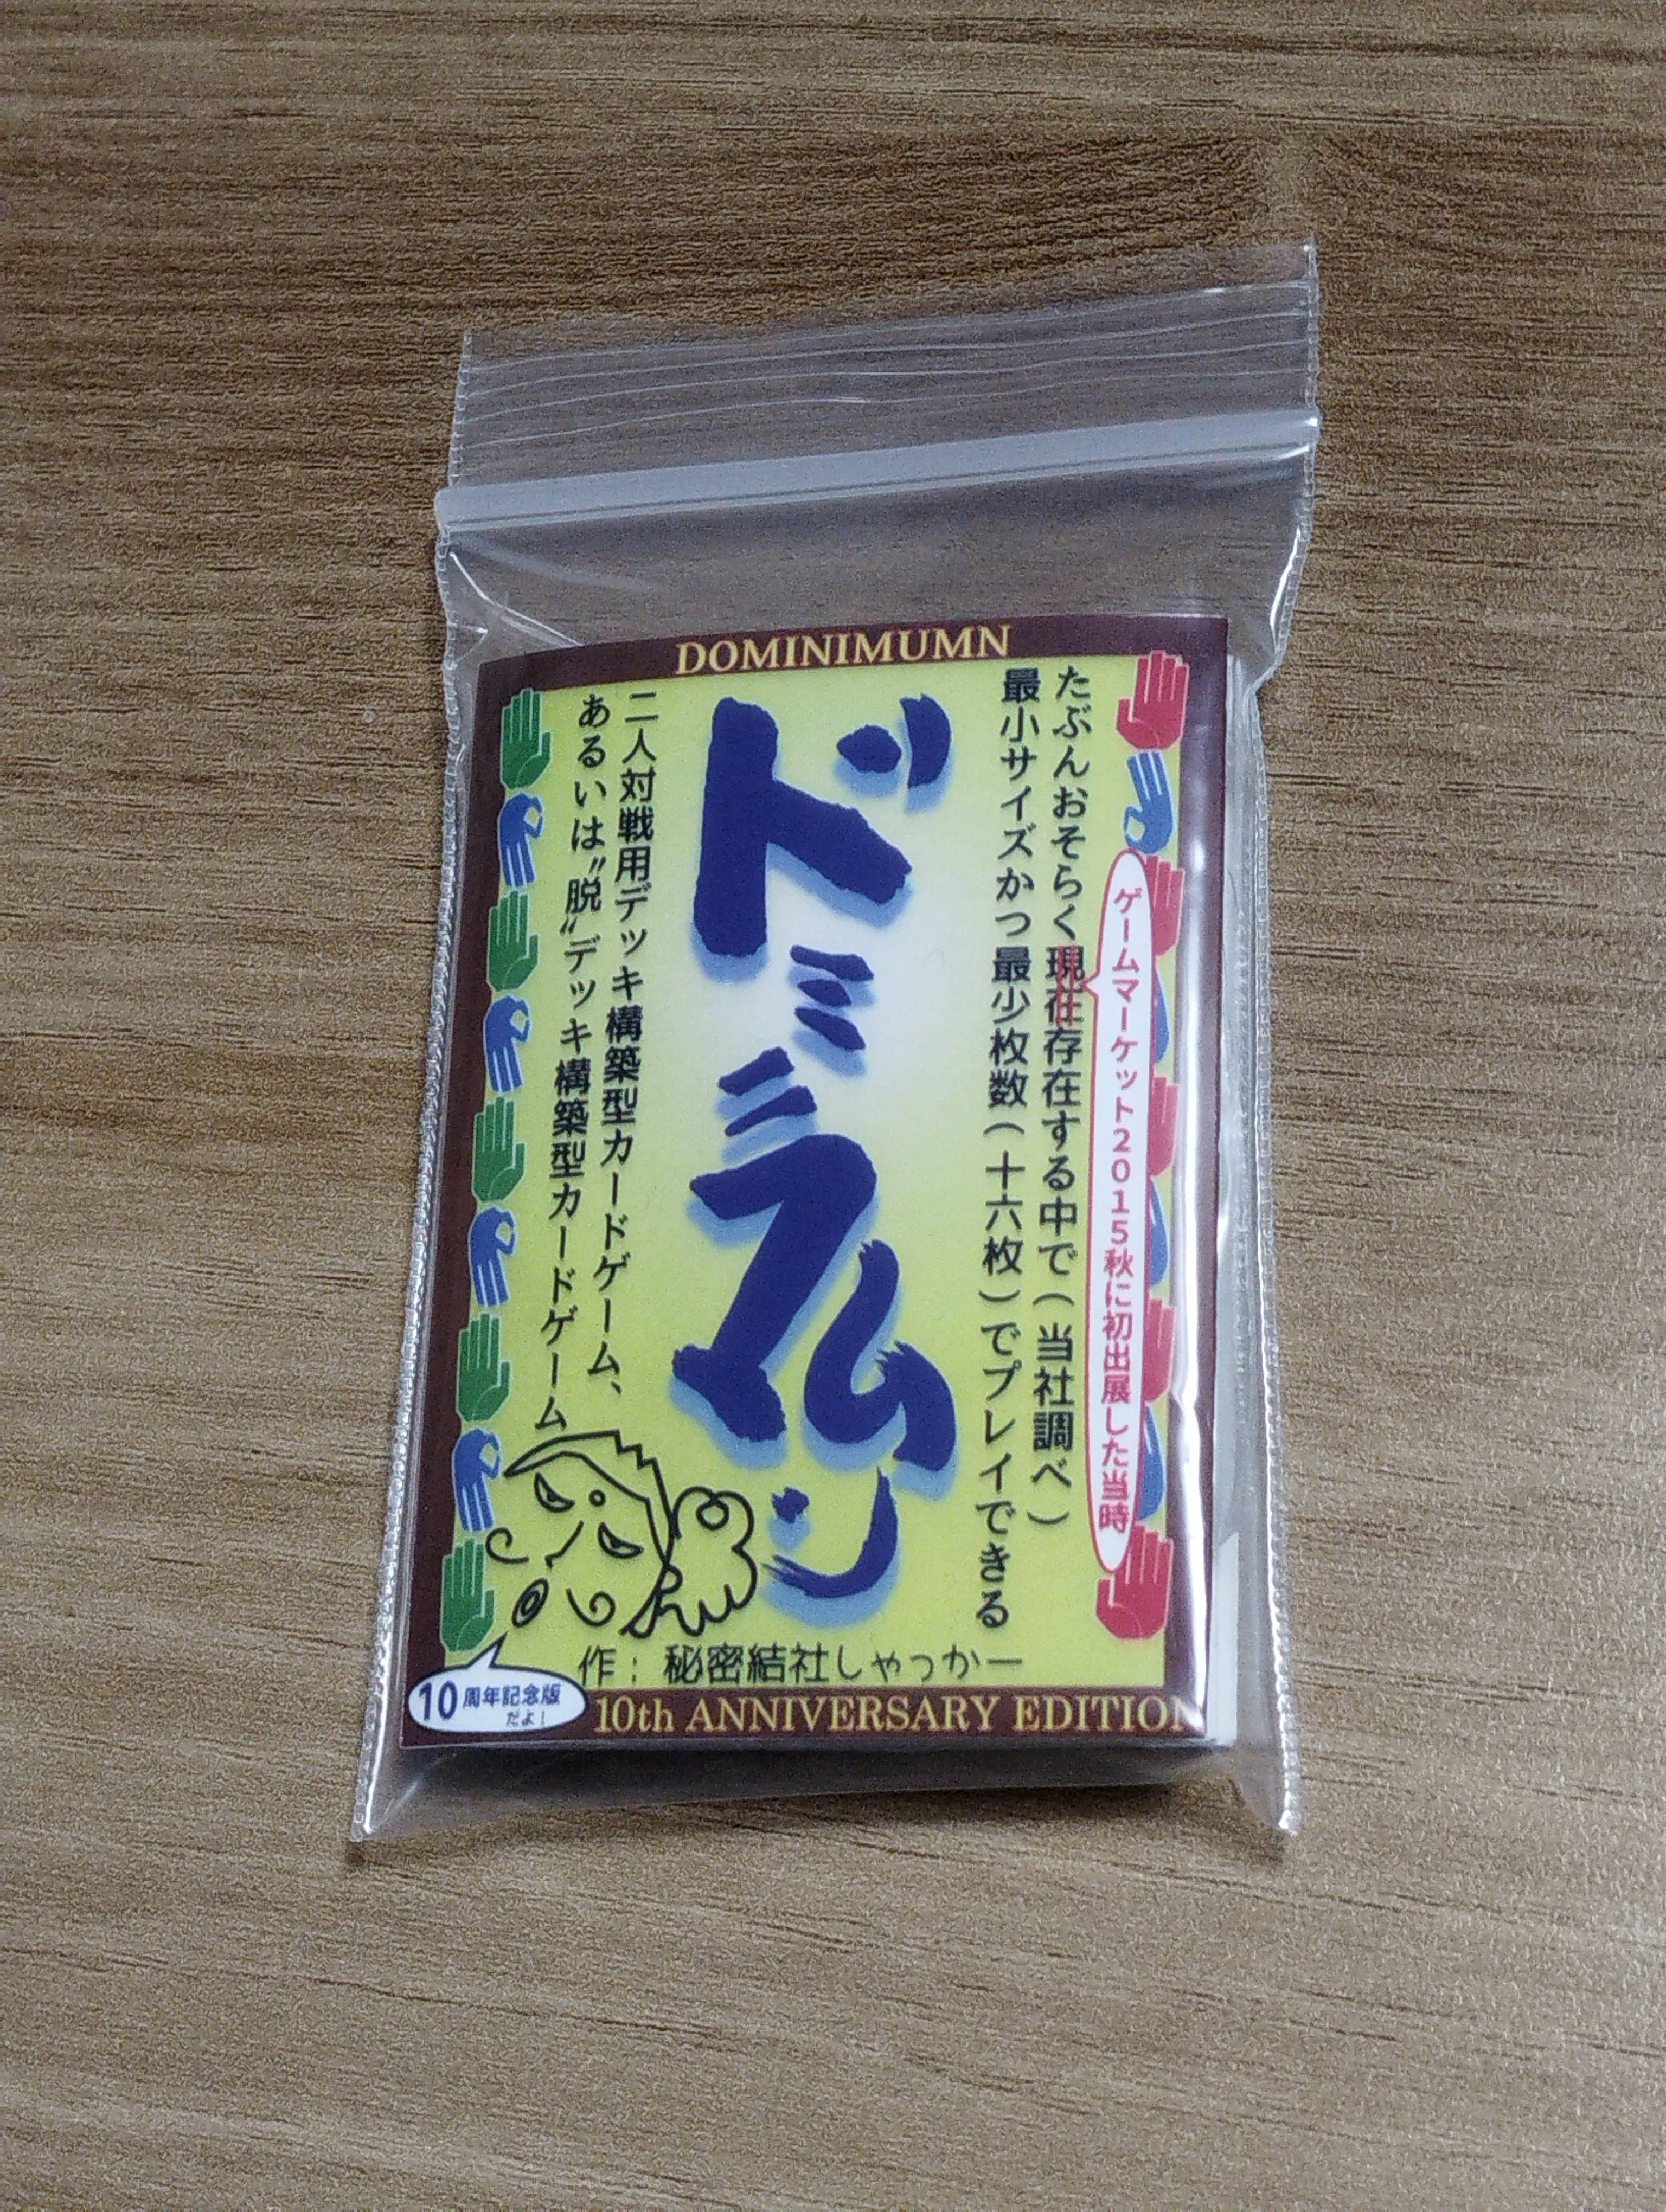 DOMINIMUMN
ゲームマーケット2015秋に初出展した当時
たぶんおそらく現在存在する中で(当社調べ)
最小サイズかつ最少枚数(十六枚)でプレイできる
ドミニマムン
二人対戦用デッキ構築型カードゲーム、
あるいは〝脱〟デッキ構築型カードゲーム
作:秘密結社しゃっかー
10周年記念版
だよ!
10th ANNIVERSARY EDITION